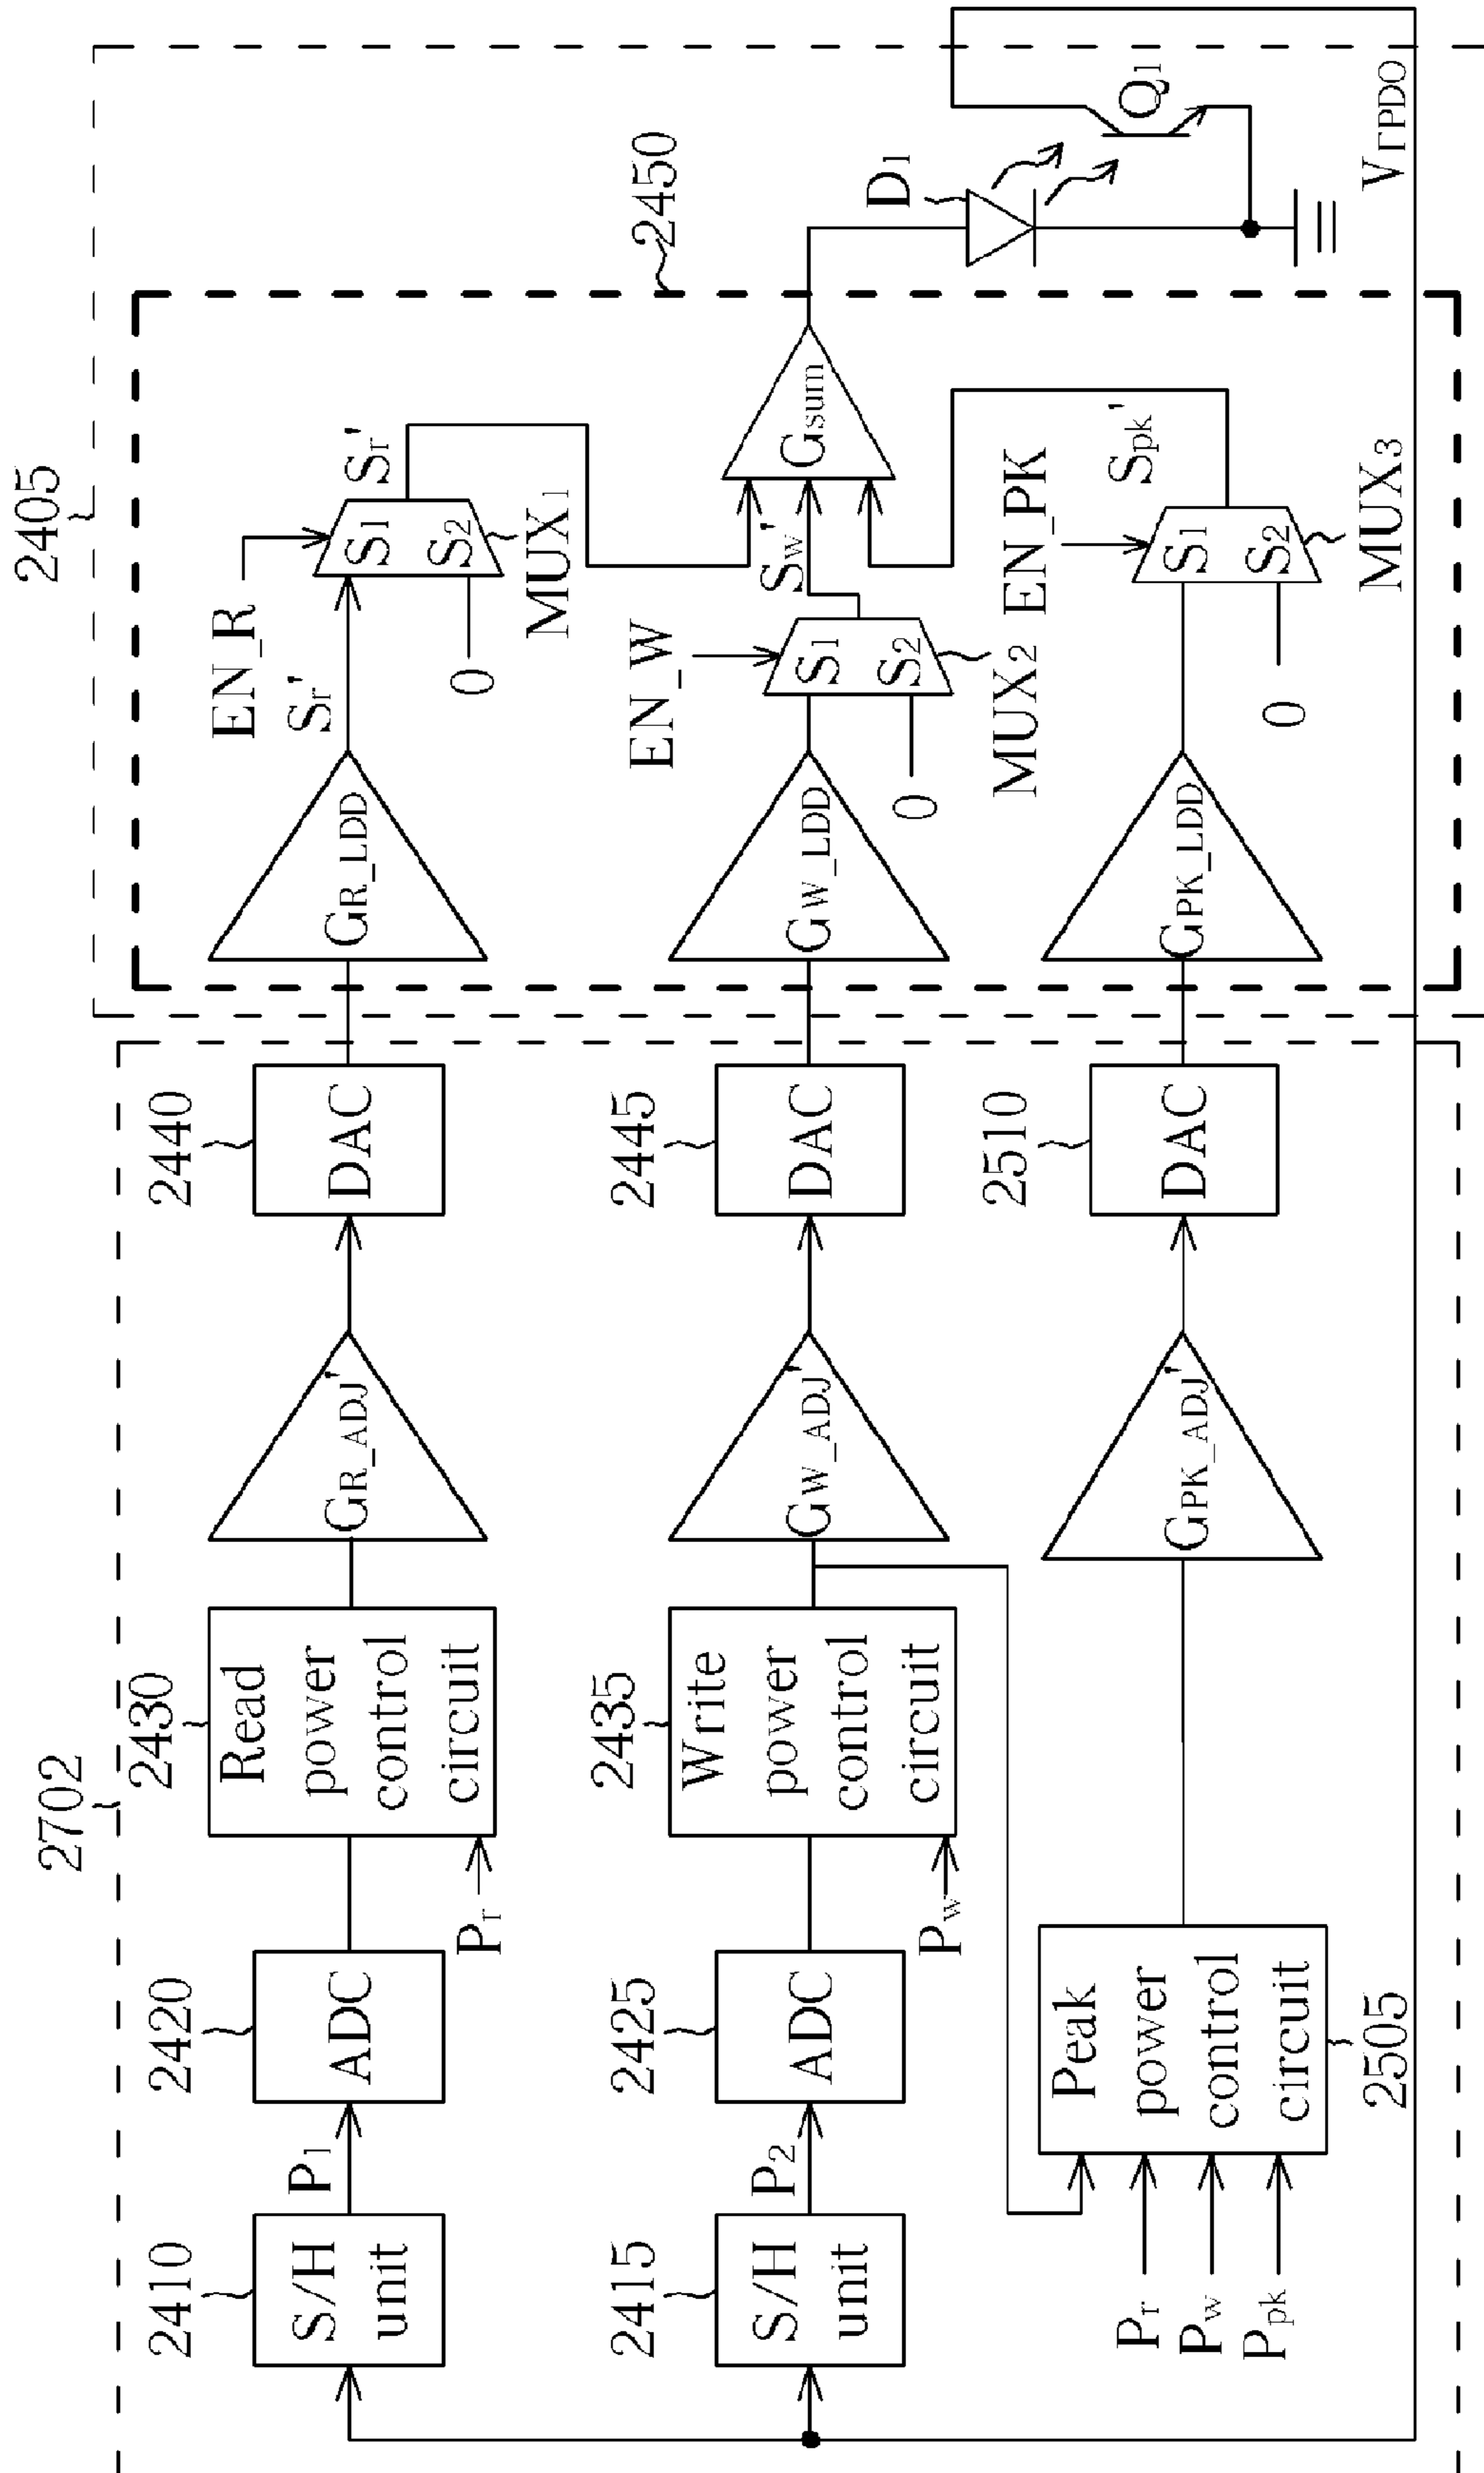 2405
2702
2450
2410
S/H
unit
P1
2420
ADC
2430
Read
power
control
circuit
Pr
GR_ADJ'
2440
DAC
GR_LDD
EN_R
Sr'
S1
S2
0
MUX1
Sr'
2415
S/H
unit
P2
2425
ADC
2435
Write
power
control
circuit
Pw
GW_ADJ'
2445
DAC
GW_LDD
EN_W
S1
S2
0
MUX2
Sw'
Gsum
D1
Q1
Pr
Pw
Ppk
Peak
power
control
circuit
2505
GPK_ADJ'
2510
DAC
GPK_LDD
EN_PK
S1
S2
0
MUX3
Spk'
VFPDO